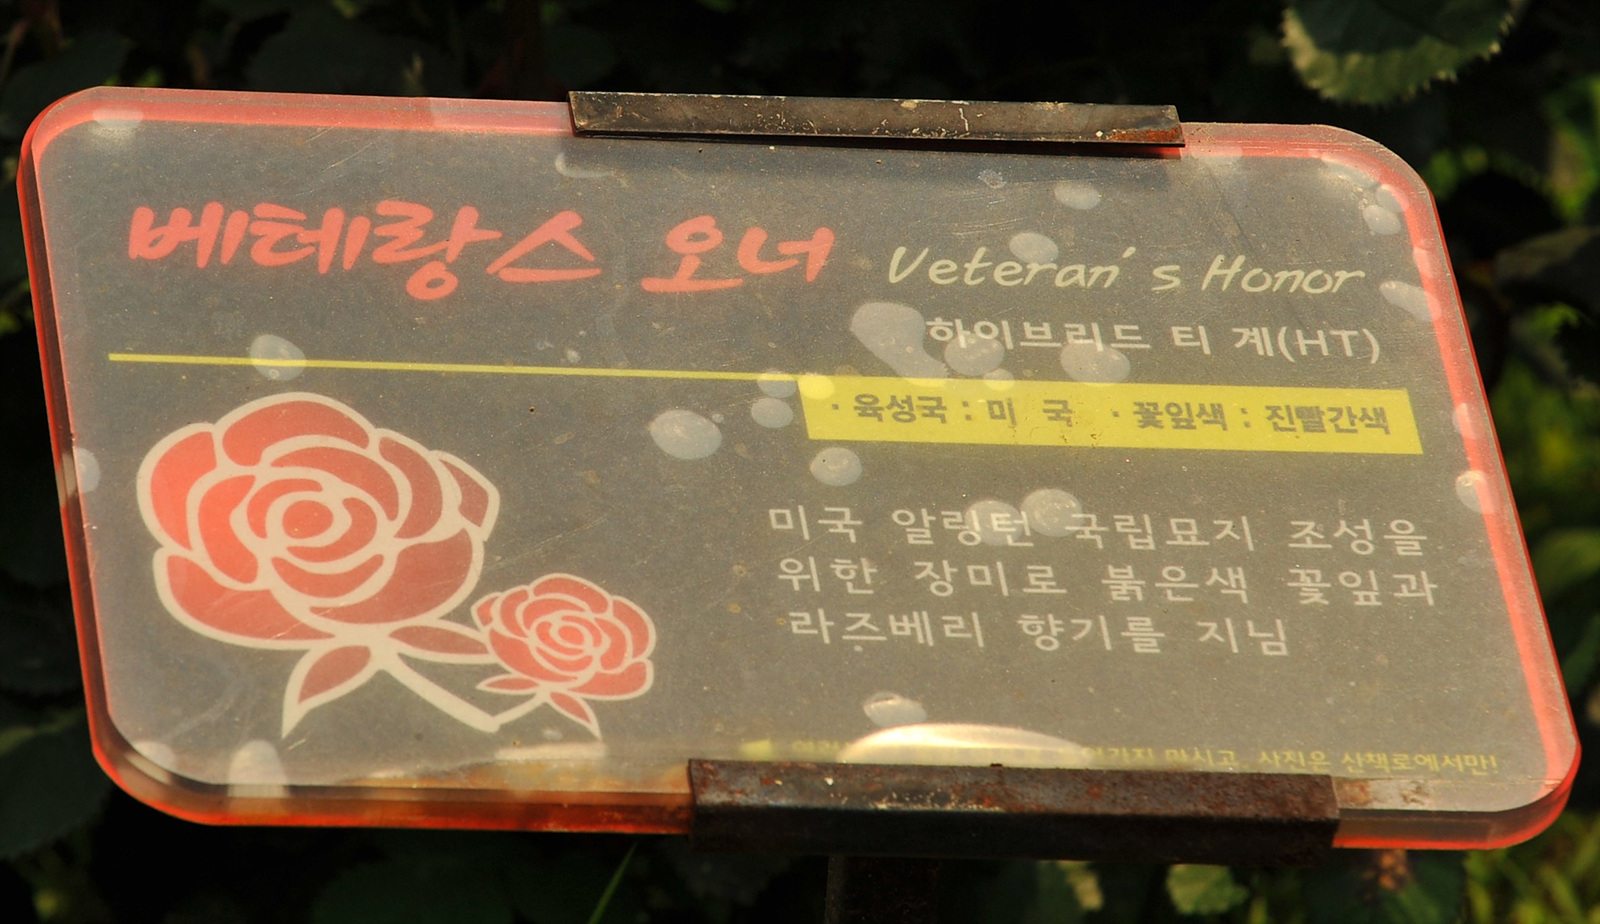 베테랑스 오너 Veteran's Honor
하이브리드 티 계(HT)
· 육성국 : 미 국 · 꽃잎색 : 진빨간색
미국 알링턴 국립묘지 조성을
위한 장미로 붉은색 꽃잎과
라즈베리 향기를 지님
마시고, 사진은 산책로에서만!